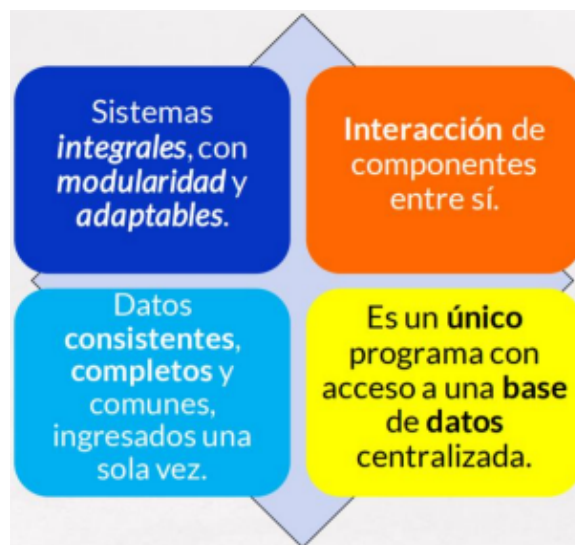 Sistemas
integrales, con
modularidad y
adaptables.
Interacción de
componentes
entre sí.
Datos
consistentes,
completos y
comunes,
ingresados una
sola vez.
Es un único
programa con
acceso a una base
de datos
centralizada.